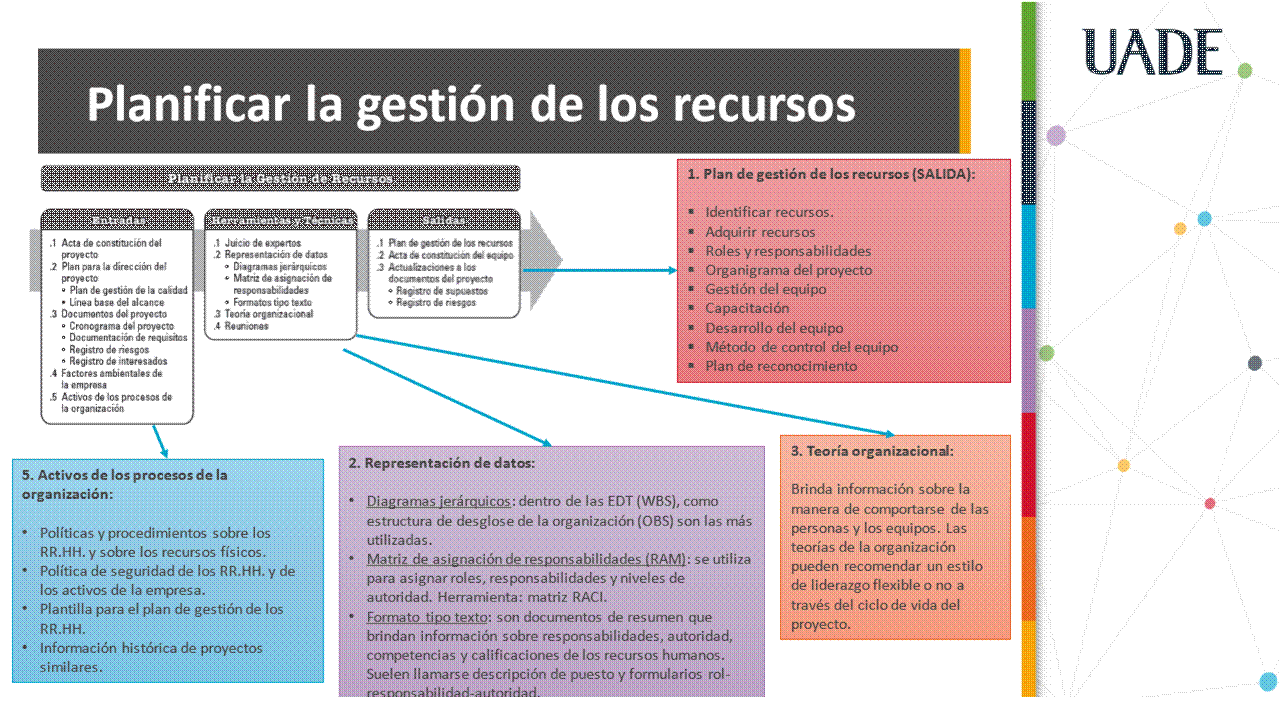 UADE
Planificar la gestión de los recursos
Planificar la Gestión de Recursos
Entradas
.1 Acta de constitución del
proyecto
.2 Plan para la dirección del
proyecto
• Plan de gestión de la calidad
• Línea base del alcance
.3 Documentos del proyecto
• Cronograma del proyecto
• Documentación de requisitos
• Registro de riesgos
• Registro de interesados
.4 Factores ambientales de
la empresa
.5 Activos de los procesos de
la organización
Herramientas y Técnicas
.1 Juicio de expertos
.2 Representación de datos
• Diagramas jerárquicos
• Matriz de asignación de
responsabilidades
• Formatos tipo texto
.3 Teoría organizacional
.4 Reuniones
Salidas
.1 Plan de gestión de los recursos
.2 Acta de constitución del equipo
.3 Actualizaciones a los
documentos del proyecto
• Registro de supuestos
• Registro de riesgos
1. Plan de gestión de los recursos (SALIDA):
▪ Identificar recursos.
▪ Adquirir recursos
▪ Roles y responsabilidades
▪ Organigrama del proyecto
▪ Gestión del equipo
▪ Capacitación
▪ Desarrollo del equipo
▪ Método de control del equipo
▪ Plan de reconocimiento
5. Activos de los procesos de la
organización:
• Políticas y procedimientos sobre los
RR.HH. y sobre los recursos físicos.
• Política de seguridad de los RR.HH. y de
los activos de la empresa.
• Plantilla para el plan de gestión de los
RR.HH.
• Información histórica de proyectos
similares.
2. Representación de datos:
• Diagramas jerárquicos: dentro de las EDT (WBS), como
estructura de desglose de la organización (OBS) son las más
utilizadas.
• Matriz de asignación de responsabilidades (RAM): se utiliza
para asignar roles, responsabilidades y niveles de
autoridad. Herramienta: matriz RACI.
• Formato tipo texto: son documentos de resumen que
brindan información sobre responsabilidades, autoridad,
competencias y calificaciones de los recursos humanos.
Suelen llamarse descripción de puesto y formularios rol-
responsabilidad-autoridad.
3. Teoría organizacional:
Brinda información sobre la
manera de comportarse de las
personas y los equipos. Las
teorías de la organización
pueden recomendar un estilo
de liderazgo flexible o no a
través del ciclo de vida del
proyecto.